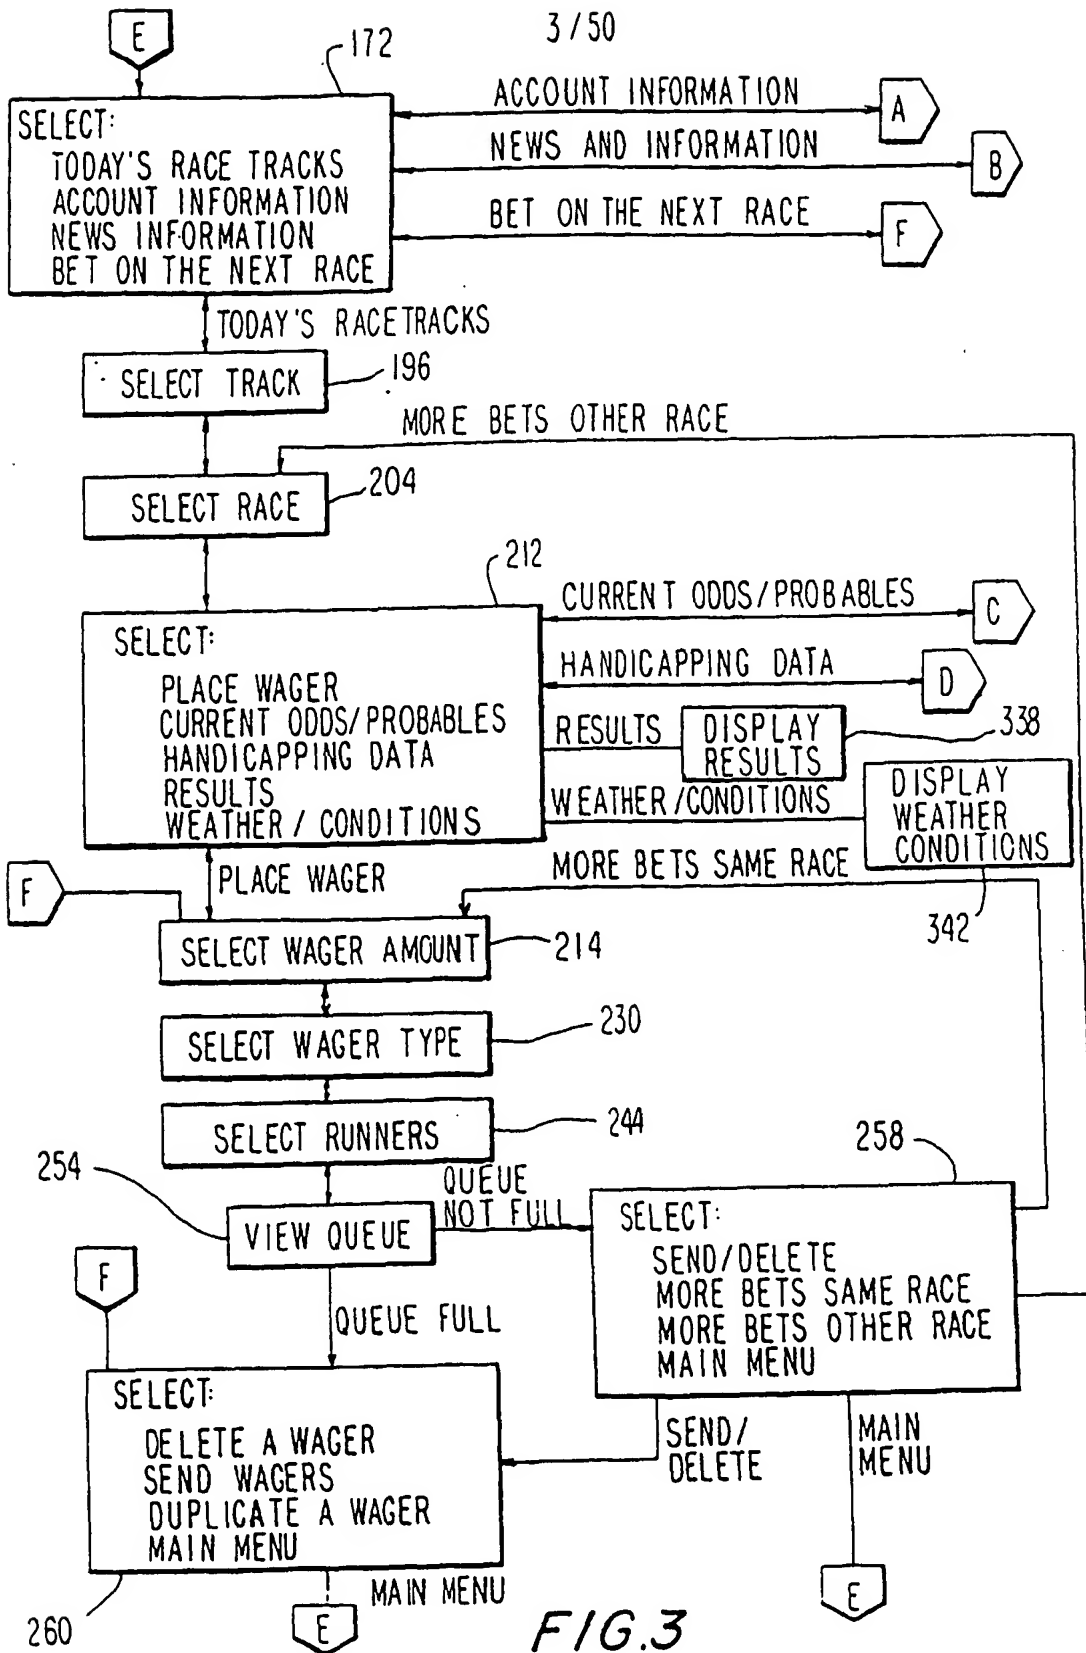 3/50
E
172
SELECT:
TODAY'S RACE TRACKS
ACCOUNT INFORMATION
NEWS INFORMATION
BET ON THE NEXT RACE
ACCOUNT INFORMATION
A
NEWS AND INFORMATION
B
BET ON THE NEXT RACE
F
TODAY'S RACETRACKS
SELECT TRACK
196
MORE BETS OTHER RACE
SELECT RACE
204
212
SELECT:
PLACE WAGER
CURRENT ODDS/PROBABLES
HANDICAPPING DATA
RESULTS
WEATHER / CONDITIONS
CURRENT ODDS/PROBABLES
C
HANDICAPPING DATA
D
RESULTS
DISPLAY
RESULTS
338
WEATHER/CONDITIONS
DISPLAY
WEATHER
CONDITIONS
342
F
PLACE WAGER
MORE BETS SAME RACE
SELECT WAGER AMOUNT
214
SELECT WAGER TYPE
230
SELECT RUNNERS
244
254
VIEW QUEUE
QUEUE
NOT FULL
258
SELECT:
SEND/DELETE
MORE BETS SAME RACE
MORE BETS OTHER RACE
MAIN MENU
F
QUEUE FULL
SELECT:
DELETE A WAGER
SEND WAGERS
DUPLICATE A WAGER
MAIN MENU
SEND/
DELETE
MAIN
MENU
260
MAIN MENU
E
E
FIG.3